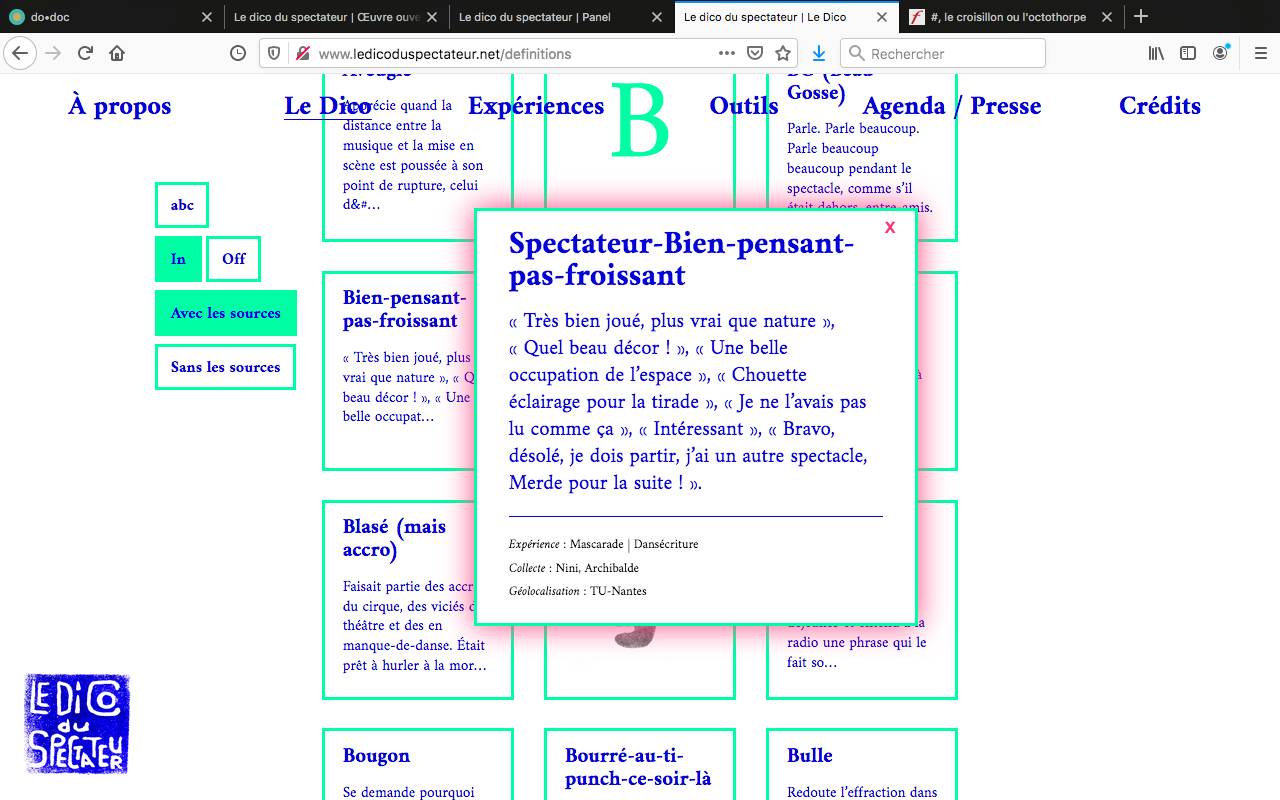 do•doc
Le dico du spectateur | Œuvre ouve
Le dico du spectateur | Panel
Le dico du spectateur | Le Dico
#, le croisillon ou l'octothorpe
www.ledicoduspectateur.net/definitions
Rechercher
À propos
Le Dico
Expériences
Outils
Agenda / Presse
Crédits
abc
In
Off
Avec les sources
Sans les sources
Apprécie quand la
distance entre la
musique et la mise en
scène est poussée à son
point de rupture, celui
d&#…
B
Gosse)
Parle. Parle beaucoup.
Parle beaucoup
beaucoup pendant le
spectacle, comme s'il
était dehors, entre amis.
Bien-pensant-
pas-froissant
« Très bien joué, plus
vrai que nature », « Q
beau décor ! », « Une
belle occupat…
Spectateur-Bien-pensant-
pas-froissant
x
« Très bien joué, plus vrai que nature »,
« Quel beau décor ! », « Une belle
occupation de l'espace », « Chouette
éclairage pour la tirade », « Je ne l'avais pas
lu comme ça », « Intéressant », « Bravo,
désolé, je dois partir, j'ai un autre spectacle,
Merde pour la suite ! ».
Expérience : Mascarade | Dansécriture
Collecte : Nini, Archibalde
Géolocalisation : TU-Nantes
à
Blasé (mais
accro)
Faisait partie des accr
du cirque, des viciés d
théâtre et des en
manque-de-danse. Était
prêt à hurler à la mor…
radio une phrase qui le
fait so…
LE DiCO
du
SPECTATEUR
Bougon
Se demande pourquoi
Bourré-au-ti-
punch-ce-soir-là
Bulle
Redoute l'effraction dans